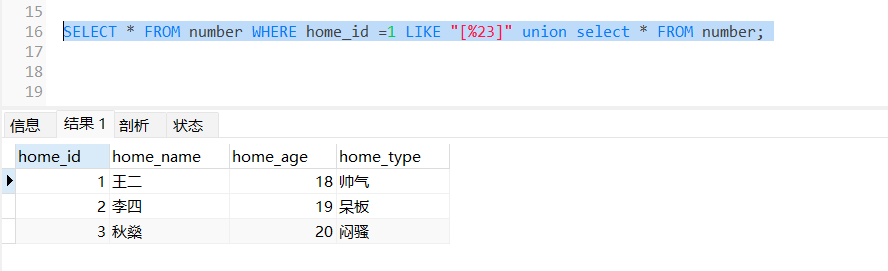 15
16 SELECT * FROM number WHERE home_id =1 LIKE "[%23]" union select * FROM number;
17
18
19
信息 结果 1 剖析 状态
home_id home_name home_age home_type
1 王二 18 帅气
2 李四 19 呆板
3 秋燊 20 闷骚